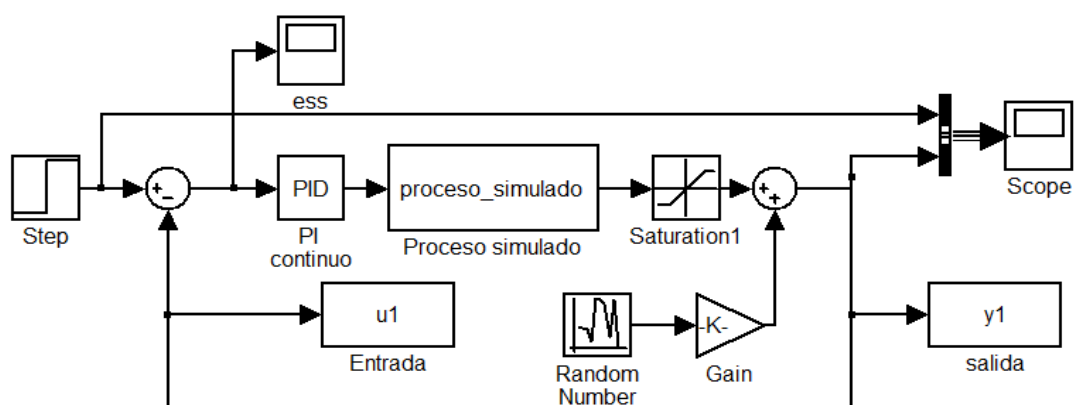 ess
PID
proceso_simulado
Scope
Step
PI
continuo
Proceso simulado
Saturation1
u1
Entrada
-K-
Random
Number
Gain
y1
salida